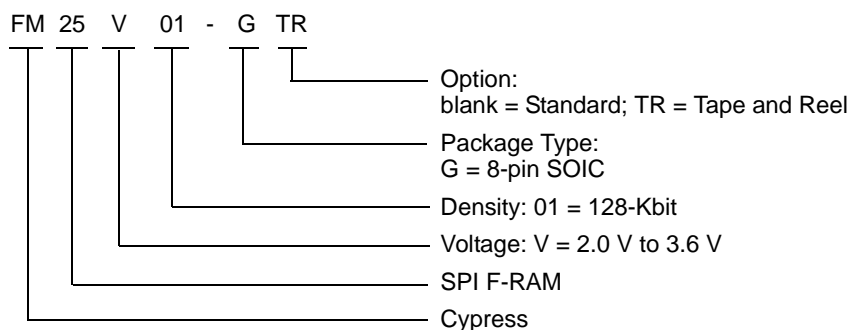 FM 25 V 01 - G TR
Option:
blank = Standard; TR = Tape and Reel
Package Type:
G = 8-pin SOIC
Density: 01 = 128-Kbit
Voltage: V = 2.0 V to 3.6 V
SPI F-RAM
Cypress